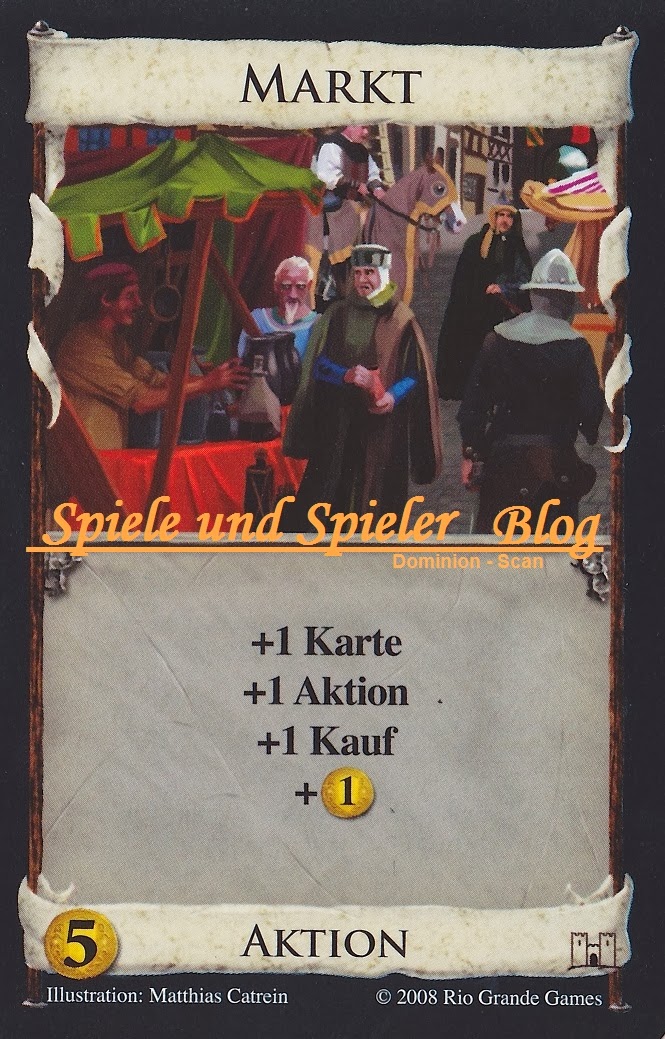 MARKT
Spiele und Spieler Blog
Dominion - Scan
+1 Karte
+1 Aktion
+1 Kauf
+ 1
5 AKTION
Illustration: Matthias Catrein © 2008 Rio Grande Games